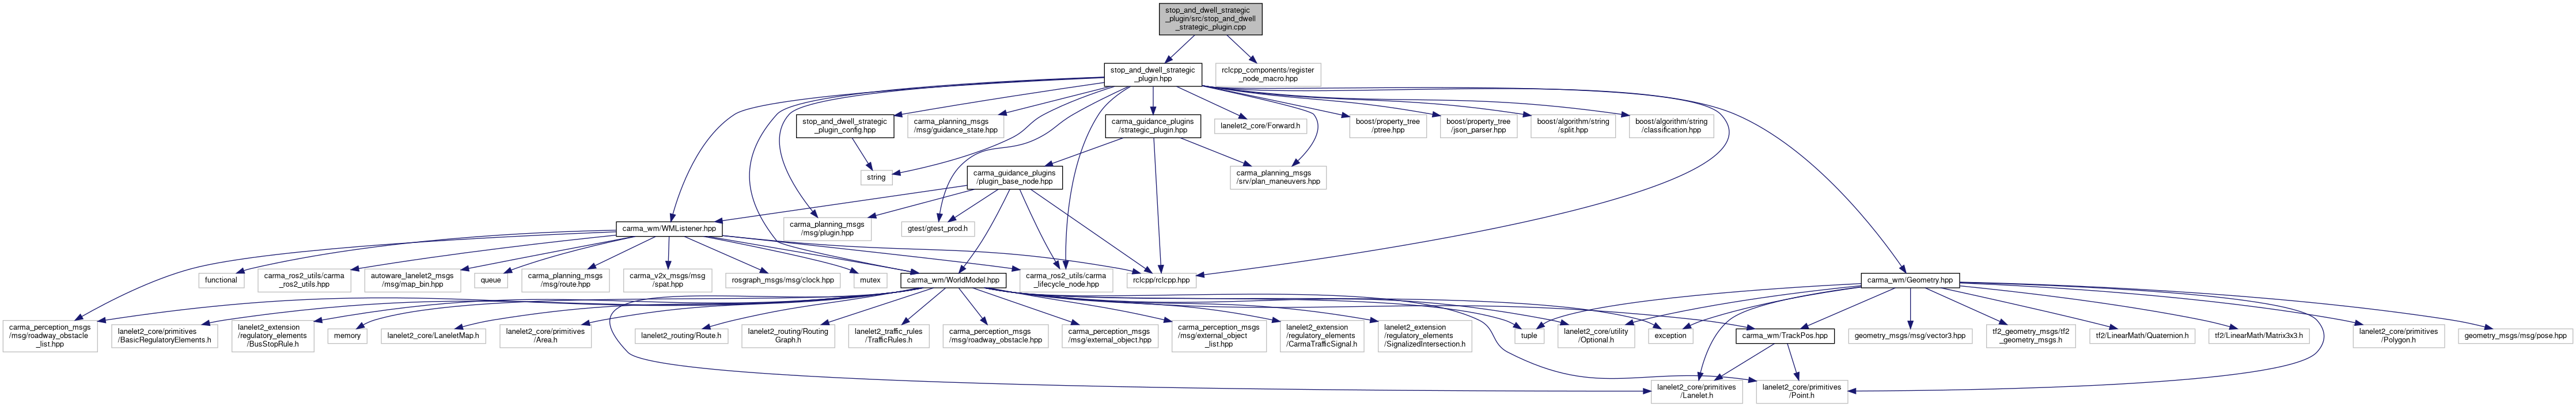 stop_and_dwell_strategic
_plugin/src/stop_and_dwell
_strategic_plugin.cpp
stop_and_dwell_strategic
_plugin.hpp
rclcpp_components/register
_node_macro.hpp
stop_and_dwell_strategic
_plugin_config.hpp
carma_planning_msgs
/msg/guidance_state.hpp
carma_guidance_plugins
/strategic_plugin.hpp
lanelet2_core/Forward.h
boost/property_tree
/ptree.hpp
boost/property_tree
/json_parser.hpp
boost/algorithm/string
/split.hpp
boost/algorithm/string
/classification.hpp
string
carma_guidance_plugins
/plugin_base_node.hpp
carma_planning_msgs
/srv/plan_maneuvers.hpp
carma_wm/WMListener.hpp
carma_planning_msgs
/msg/plugin.hpp
gtest/gtest_prod.h
functional
carma_ros2_utils/carma
_ros2_utils.hpp
autoware_lanelet2_msgs
/msg/map_bin.hpp
queue
carma_planning_msgs
/msg/route.hpp
carma_v2x_msgs/msg
/spat.hpp
rosgraph_msgs/msg/clock.hpp
mutex
carma_wm/WorldModel.hpp
carma_ros2_utils/carma
_lifecycle_node.hpp
rclcpp/rclcpp.hpp
carma_wm/Geometry.hpp
carma_perception_msgs
/msg/roadway_obstacle
_list.hpp
lanelet2_core/primitives
/BasicRegulatoryElements.h
lanelet2_extension
/regulatory_elements
/BusStopRule.h
memory
lanelet2_core/LaneletMap.h
lanelet2_core/primitives
/Area.h
lanelet2_routing/Route.h
lanelet2_routing/Routing
Graph.h
lanelet2_traffic_rules
/TrafficRules.h
carma_perception_msgs
/msg/roadway_obstacle.hpp
carma_perception_msgs
/msg/external_object.hpp
carma_perception_msgs
/msg/external_object
_list.hpp
lanelet2_extension
/regulatory_elements
/CarmaTrafficSignal.h
lanelet2_extension
/regulatory_elements
/SignalizedIntersection.h
tuple
lanelet2_core/utility
/Optional.h
exception
carma_wm/TrackPos.hpp
geometry_msgs/msg/vector3.hpp
tf2_geometry_msgs/tf2
_geometry_msgs.h
tf2/LinearMath/Quaternion.h
tf2/LinearMath/Matrix3x3.h
lanelet2_core/primitives
/Polygon.h
geometry_msgs/msg/pose.hpp
lanelet2_core/primitives
/Lanelet.h
lanelet2_core/primitives
/Point.h